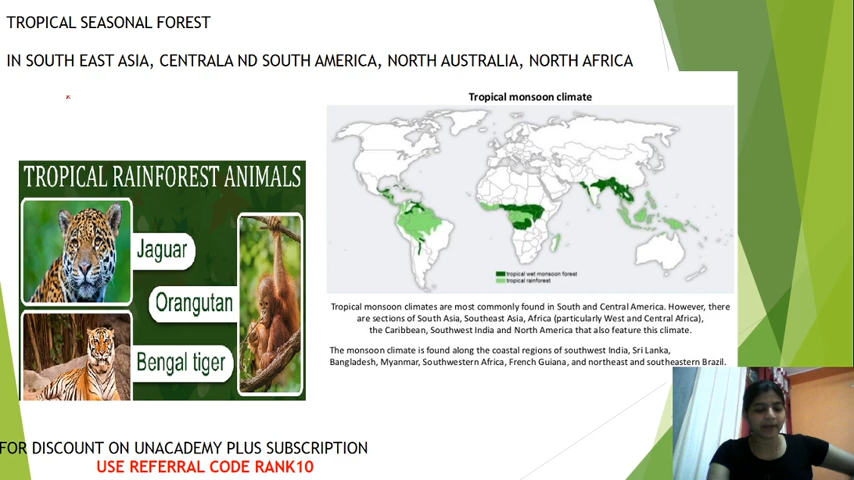 TROPICAL SEASONAL FOREST
IN SOUTH EAST ASIA, CENTRALA ND SOUTH AMERICA, NORTH AUSTRALIA, NORTH AFRICA
Tropical monsoon climate
TROPICAL RAINFOREST ANIMALS
Jaguar
Orangutan
Bengal tiger
tropical wet monsoon forest
tropical rainforest
Tropical monsoon climates are most commonly found in South and Central America. However, there
are sections of South Asia, Southeast Asia, Africa (particularly West and Central Africa),
the Caribbean, Southwest India and North America that also feature this climate.
The monsoon climate is found along the coastal regions of southwest India, Sri Lanka,
Bangladesh, Myanmar, Southwestern Africa, French Guiana, and northeast and southeastern Brazil.
FOR DISCOUNT ON UNACADEMY PLUS SUBSCRIPTION
USE REFERRAL CODE RANK10